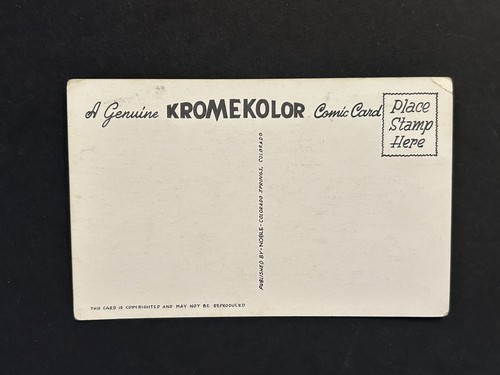 A Genuine KROMEKOLOR Comic Card
Place
Stamp
Here
PUBLISHED BY-NOBLE-COLORADO SPRINGS, COLORADO
THIS CARD IS COPYRIGHTED AND MAY NOT BE REPRODUCED